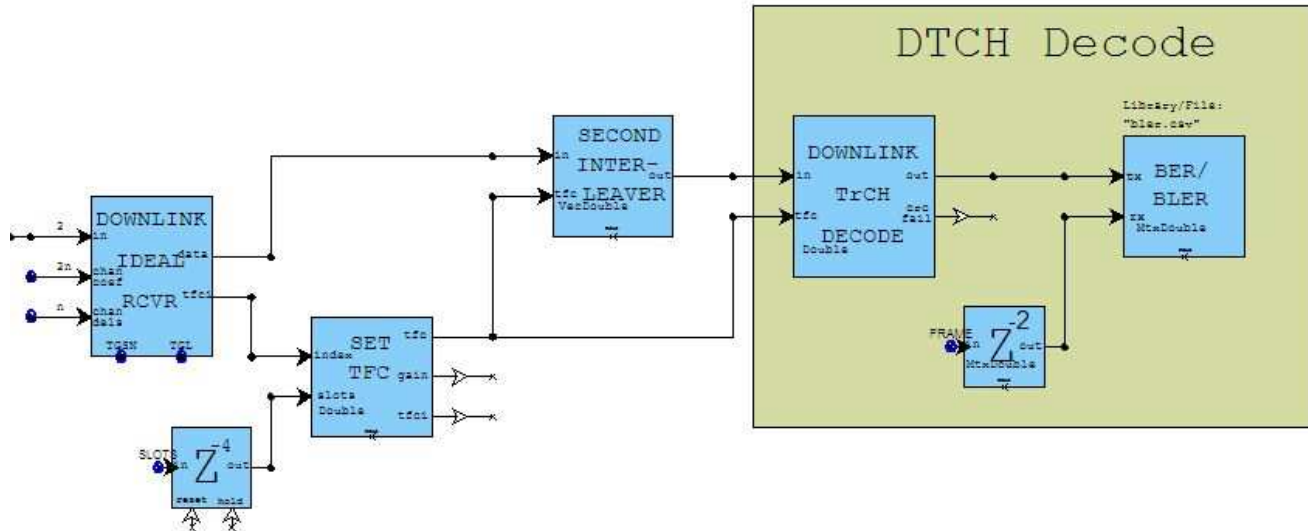 DTCH Decode
Library/File:
"bler.csv"
SECOND
in
INTER-
out
LEAVER
tfc
VecDouble
DOWNLINK
in
out
TrCH
crc
fail
tfc
DECODE
Double
tx
BER/
BLER
rx
MtxDouble
DOWNLINK
2
in
data
IDEAL
2n
chan
coef
tfci
RCVR
n
chan
dels
TGSN
TGL
SET
tfc
index
TFC
gain
slots
Double
tfci
FRAME
in
Z
-2
out
MtxDouble
SLOTS
in
Z
-4
out
reset
hold